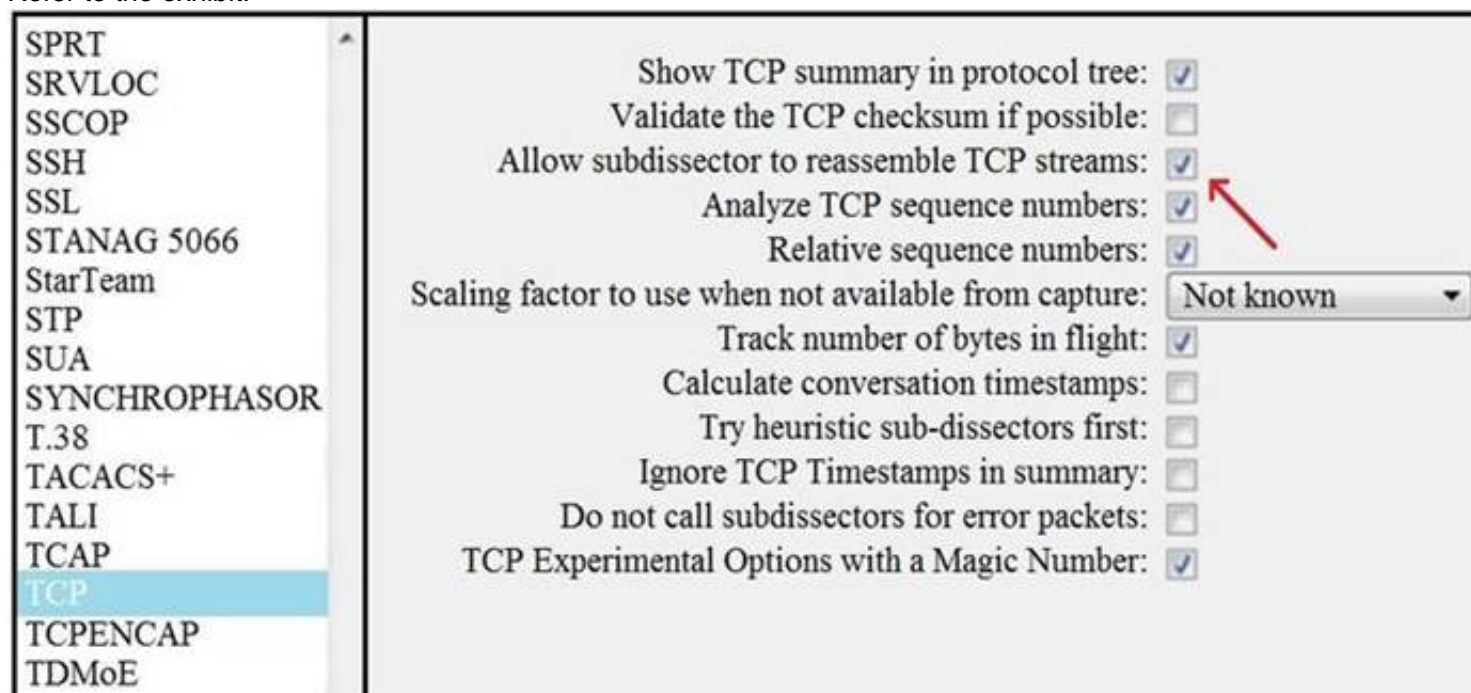 Refer to the exhibit.
SPRT
SRVLOC
SSCOP
SSH
SSL
STANAG 5066
StarTeam
STP
SUA
SYNCHROPHASOR
T.38
TACACS+
TALI
TCAP
TCP
TCPENCAP
TDMoE
Show TCP summary in protocol tree:
Validate the TCP checksum if possible:
Allow subdissector to reassemble TCP streams:
Analyze TCP sequence numbers:
Relative sequence numbers:
Scaling factor to use when not available from capture: Not known
Track number of bytes in flight:
Calculate conversation timestamps:
Try heuristic sub-dissectors first:
Ignore TCP Timestamps in summary:
Do not call subdissectors for error packets:
TCP Experimental Options with a Magic Number: